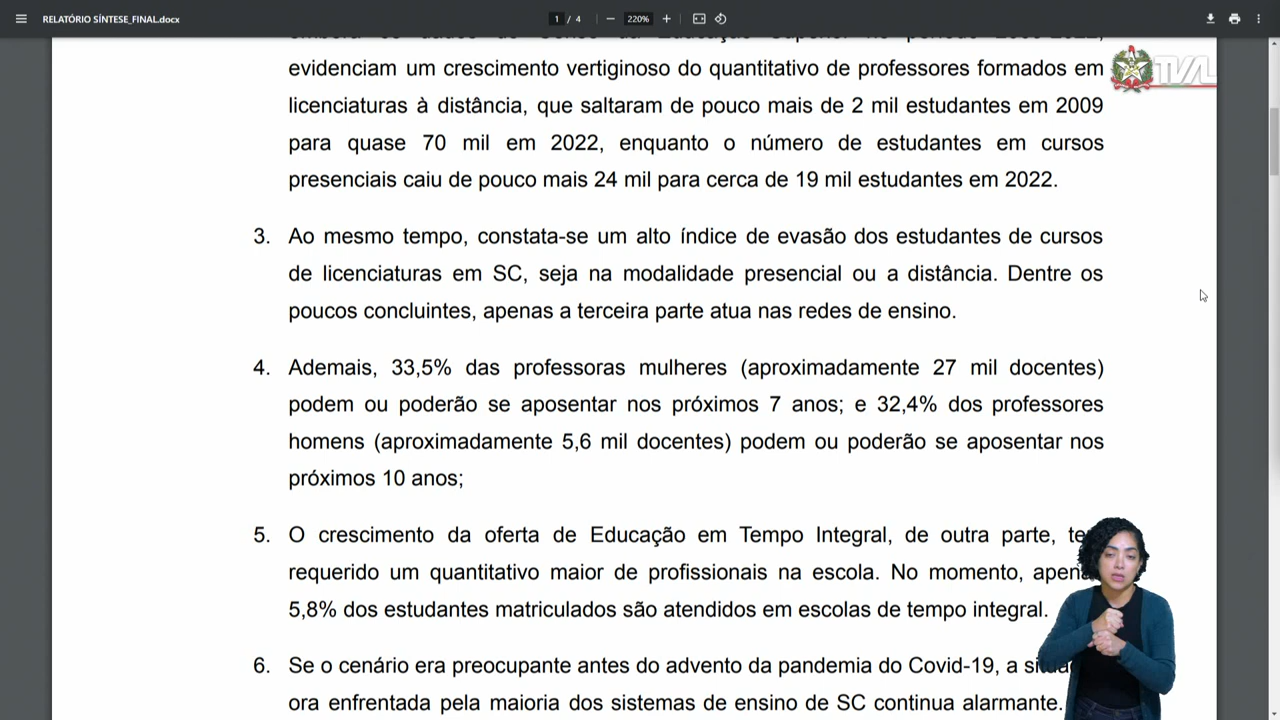 RELATÓRIO SÍNTESE_FINAL.docx
1 / 4
220%
TVAL
evidenciam um crescimento vertiginoso do quantitativo de professores formados em
licenciaturas à distância, que saltaram de pouco mais de 2 mil estudantes em 2009
para quase 70 mil em 2022, enquanto o número de estudantes em cursos
presenciais caiu de pouco mais 24 mil para cerca de 19 mil estudantes em 2022.
3. Ao mesmo tempo, constata-se um alto índice de evasão dos estudantes de cursos
de licenciaturas em SC, seja na modalidade presencial ou a distância. Dentre os
poucos concluintes, apenas a terceira parte atua nas redes de ensino.
4. Ademais, 33,5% das professoras mulheres (aproximadamente 27 mil docentes)
podem ou poderão se aposentar nos próximos 7 anos; e 32,4% dos professores
homens (aproximadamente 5,6 mil docentes) podem ou poderão se aposentar nos
próximos 10 anos;
5. O crescimento da oferta de Educação em Tempo Integral, de outra parte,
requerido um quantitativo maior de profissionais na escola. No momento,
5,8% dos estudantes matriculados são atendidos em escolas de tempo integral.
6. Se o cenário era preocupante antes do advento da pandemia do Covid-19, a
ora enfrentada pela maioria dos sistemas de ensino de SC continua alarmante.